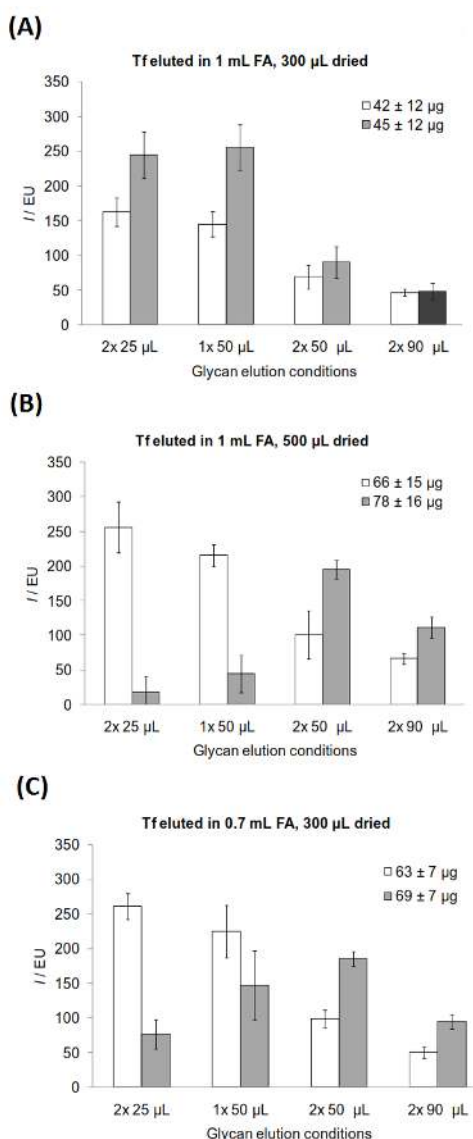 (A)
Tf eluted in 1 mL FA, 300 µL dried
350
300
250
200
150
100
50
0
I / EU
42 ± 12 µg
45 ± 12 µg
2x 25 µL 1x 50 µL 2x 50 µL 2x 90 µL
Glycan elution conditions
(B)
Tf eluted in 1 mL FA, 500 µL dried
350
300
250
200
150
100
50
0
I / EU
66 ± 15 µg
78 ± 16 µg
2x 25 µL 1x 50 µL 2x 50 µL 2x 90 µL
Glycan elution conditions
(C)
Tf eluted in 0.7 mL FA, 300 µL dried
350
300
250
200
150
100
50
0
I / EU
63 ± 7 µg
69 ± 7 µg
2x 25 µL 1x 50 µL 2x 50 µL 2x 90 µL
Glycan elution conditions